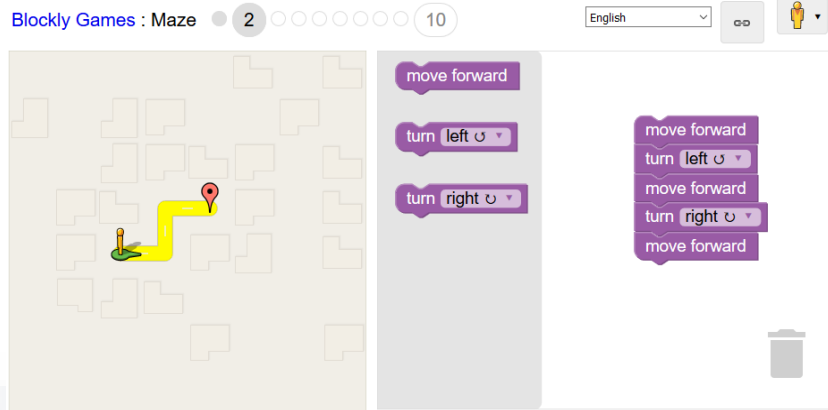 Blockly Games : Maze 2 10
English
move forward
turn left ↺ ▼
turn right ↻ ▼
move forward
turn left ↺ ▼
move forward
turn right ↻ ▼
move forward